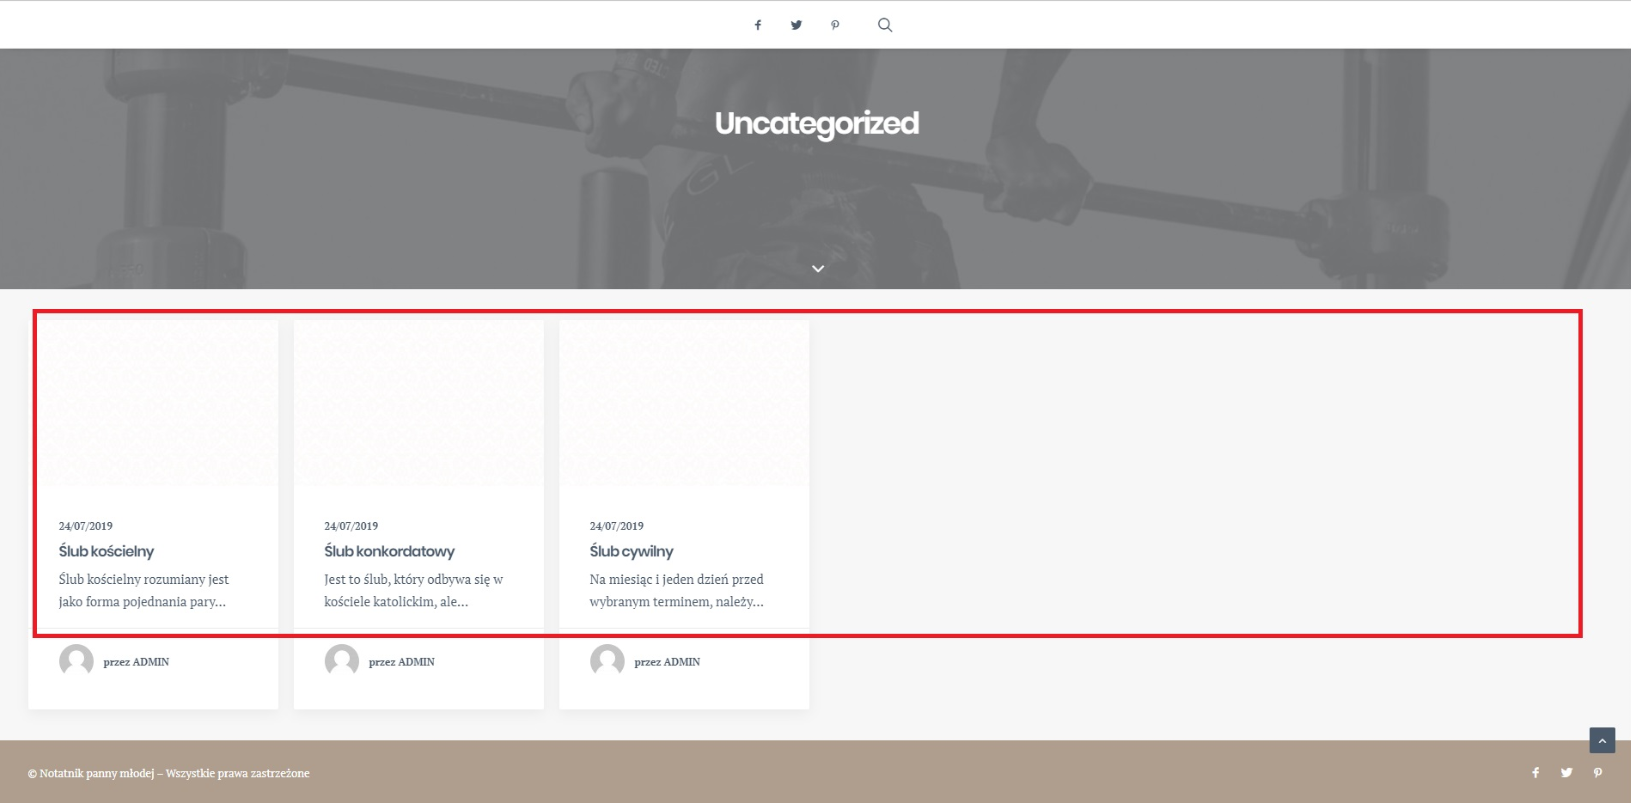 Uncategorized
24/07/2019
Ślub kościelny
Ślub kościelny rozumiany jest
jako forma pojednania pary...
przez ADMIN
24/07/2019
Ślub konkordatowy
Jest to ślub, który odbywa się w
kościele katolickim, ale...
przez ADMIN
24/07/2019
Ślub cywilny
Na miesiąc i jeden dzień przed
wybranym terminem, należy...
przez ADMIN
© Notatnik panny młodej – Wszystkie prawa zastrzeżone